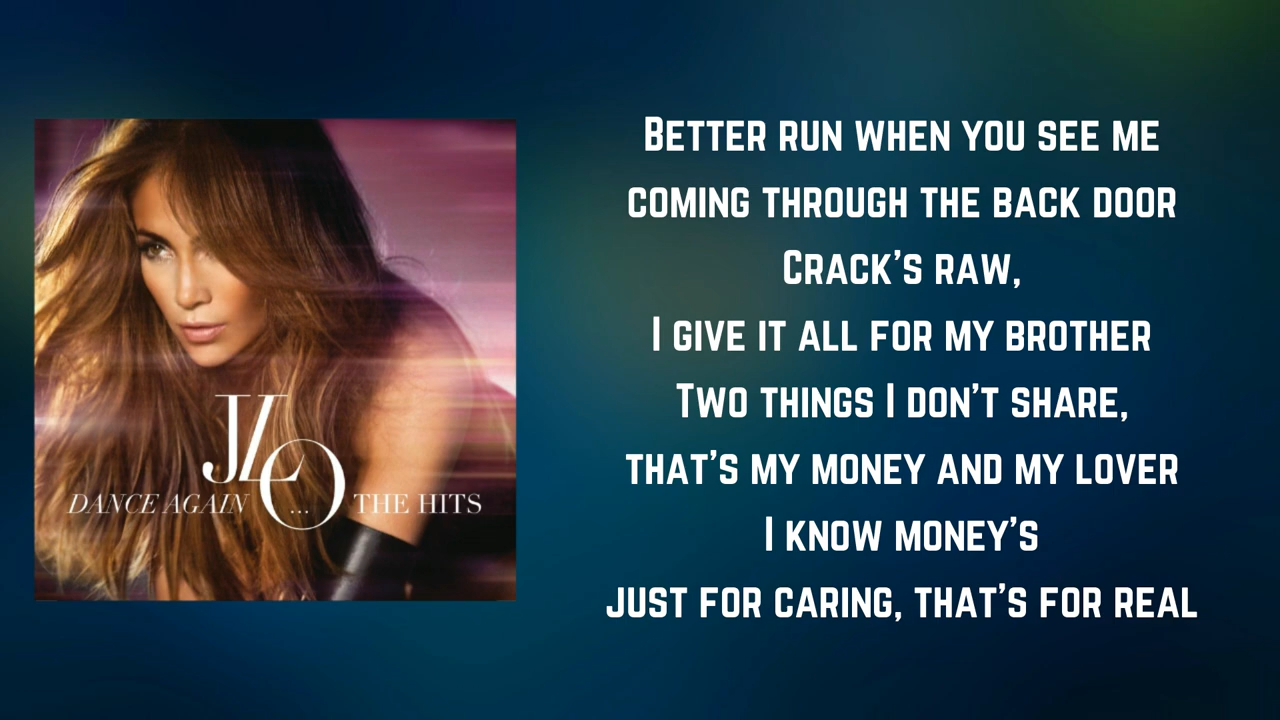 JLO
DANCE AGAIN ... THE HITS
BETTER RUN WHEN YOU SEE ME
COMING THROUGH THE BACK DOOR
CRACK'S RAW,
I GIVE IT ALL FOR MY BROTHER
TWO THINGS I DON'T SHARE,
THAT'S MY MONEY AND MY LOVER
I KNOW MONEY'S
JUST FOR CARING, THAT'S FOR REAL